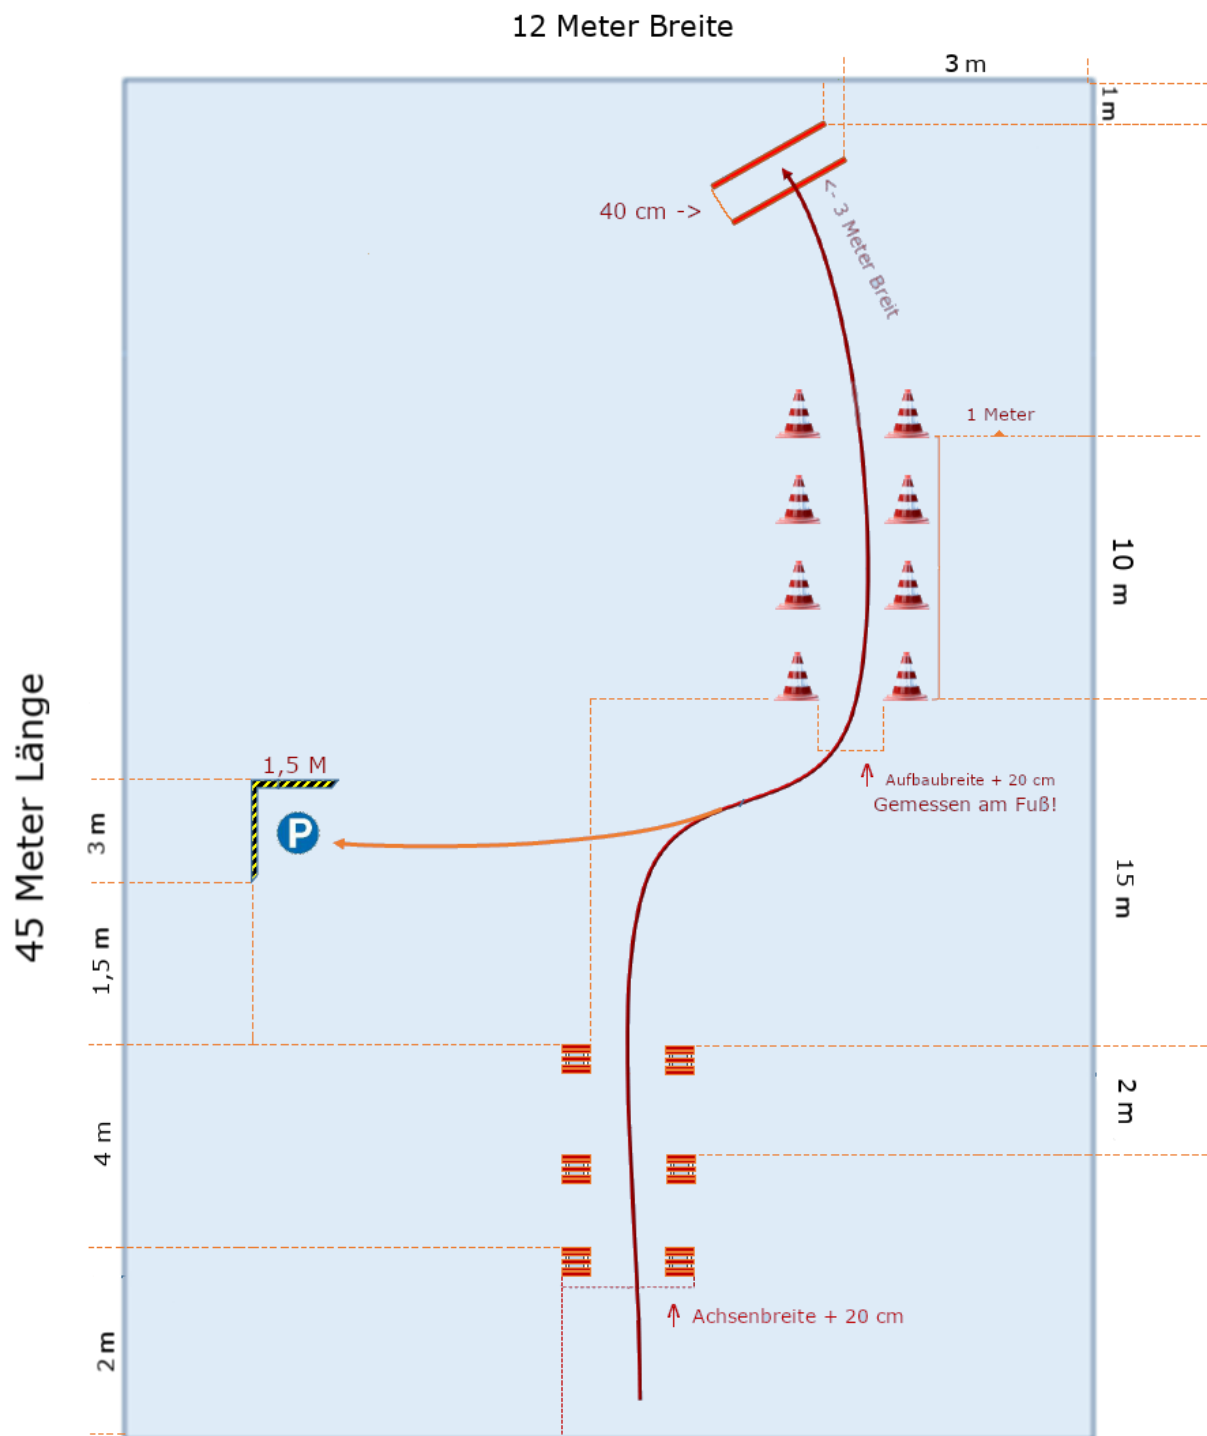 12 Meter Breite
3 m
1 m
40 cm ->
<- 3 Meter Breit
1 Meter
10 m
45 Meter Länge
1,5 M
P
3 m
Aufbaubreite + 20 cm
Gemessen am Fuß!
15 m
1,5 m
2 m
4 m
Achsenbreite + 20 cm
2 m